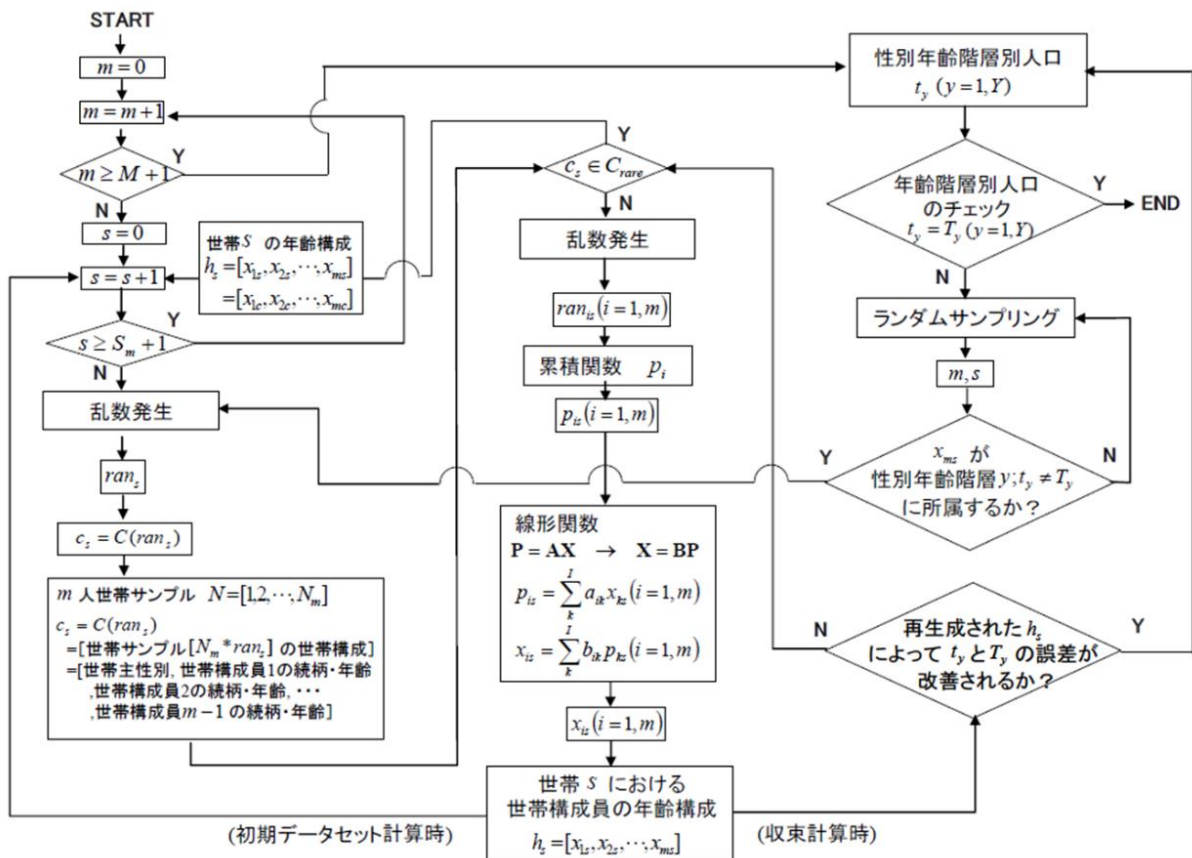 START
m = 0
m = m+1
m ≥ M +1
Y
N
s = 0
s = s+1
s ≥ S_m +1
Y
N
乱数発生
ran_s
c_s = C(ran_s)
m 人世帯サンプル N=[1,2,⋯,N_m]
c_s = C(ran_s)
=[世帯サンプル[N_m*ran_s] の世帯構成]
=[世帯主性別, 世帯構成員1の続柄・年齢
,世帯構成員2の続柄・年齢, ・・・
,世帯構成員m−1 の続柄・年齢]
世帯S の年齢構成
h_s =[x_1s, x_2s,⋯, x_ms]
=[x_1c, x_2c,⋯, x_mc]
Y
c_s ∈ C_rare
N
乱数発生
ran_is(i =1,m)
累積関数 p_i
p_is(i =1,m)
線形関数
P = AX → X = BP
p_is = ∑_k^I a_ik x_ks (i =1,m)
x_is = ∑_k^I b_ik p_ks (i =1,m)
x_is(i =1,m)
世帯 S における
世帯構成員の年齢構成
h_s =[x_1s, x_2s,⋯, x_ms]
(初期データセット計算時)
(収束計算時)
性別年齢階層別人口
t_y (y =1,Y)
年齢階層別人口
のチェック
t_y = T_y (y =1,Y)
Y
END
N
ランダムサンプリング
m, s
x_ms が
性別年齢階層 y;t_y ≠ T_y
に所属するか？
Y
N
再生成された h_s
によって t_y と T_y の誤差が
改善されるか？
N
Y